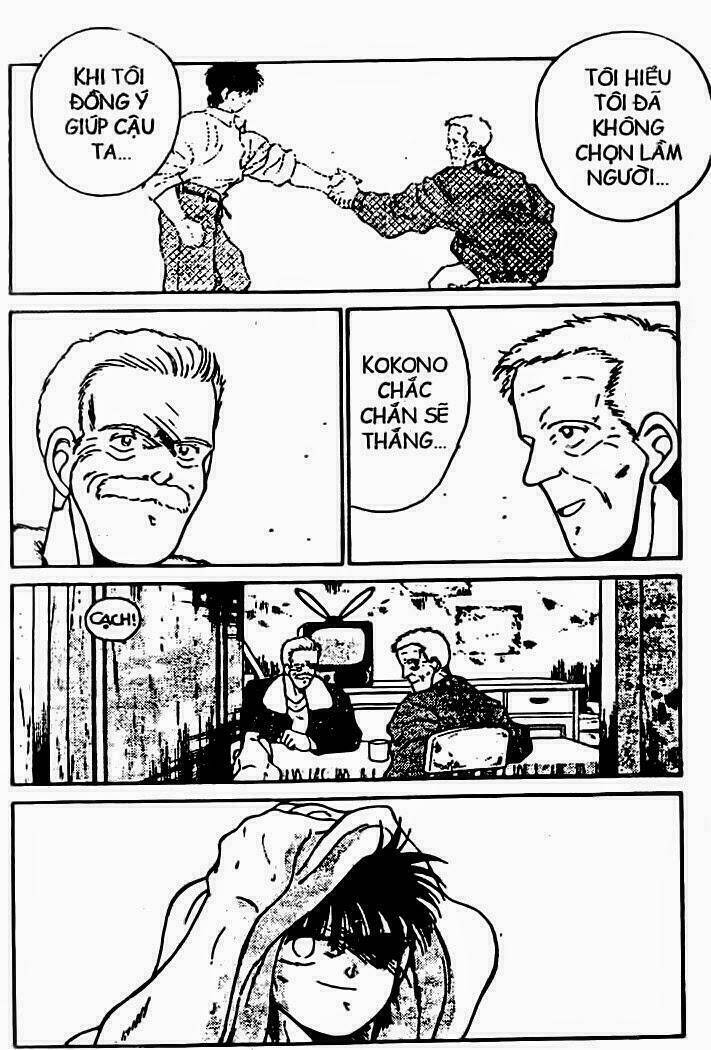 KHI TÔI
ĐỒNG Ý
GIÚP CẬU
TA...
TÔI HIỂU
TÔI ĐÃ
KHÔNG
CHỌN LẦM
NGƯỜI...
KOKONO
CHẮC
CHẮN SẼ
THẮNG...
CẠCH!